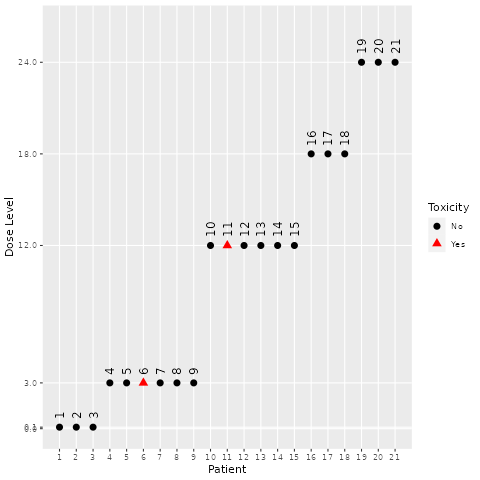 19 20 21
24.0
16 17 18
18.0
10 11 12 13 14 15
12.0
4 5 6 7 8 9
3.0
1 2 3
1 2 3 4 5 6 7 8 9 10 11 12 13 14 15 16 17 18 19 20 21
Patient
Dose Level
Toxicity
No
Yes